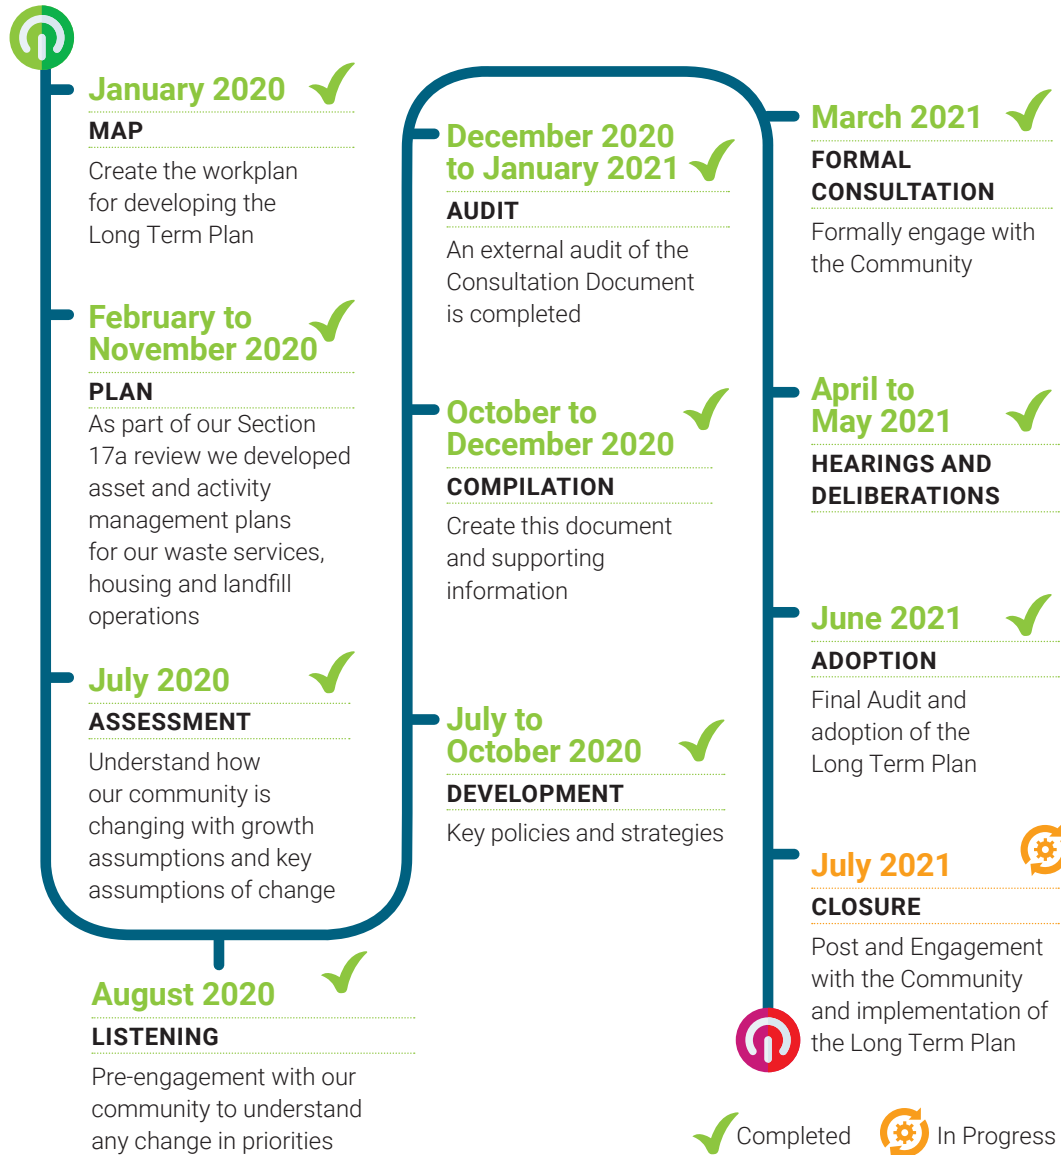 January 2020
MAP
Create the workplan
for developing the
Long Term Plan
February to
November 2020
PLAN
As part of our Section
17a review we developed
asset and activity
management plans
for our waste services,
housing and landfill
operations
July 2020
ASSESSMENT
Understand how
our community is
changing with growth
assumptions and key
assumptions of change
August 2020
LISTENING
Pre-engagement with our
community to understand
any change in priorities
July to
October 2020
DEVELOPMENT
Key policies and strategies
October to
December 2020
COMPILATION
Create this document
and supporting
information
December 2020
to January 2021
AUDIT
An external audit of the
Consultation Document
is completed
March 2021
FORMAL
CONSULTATION
Formally engage with
the Community
April to
May 2021
HEARINGS AND
DELIBERATIONS
June 2021
ADOPTION
Final Audit and
adoption of the
Long Term Plan
July 2021
CLOSURE
Post and Engagement
with the Community
and implementation of
the Long Term Plan
Completed
In Progress